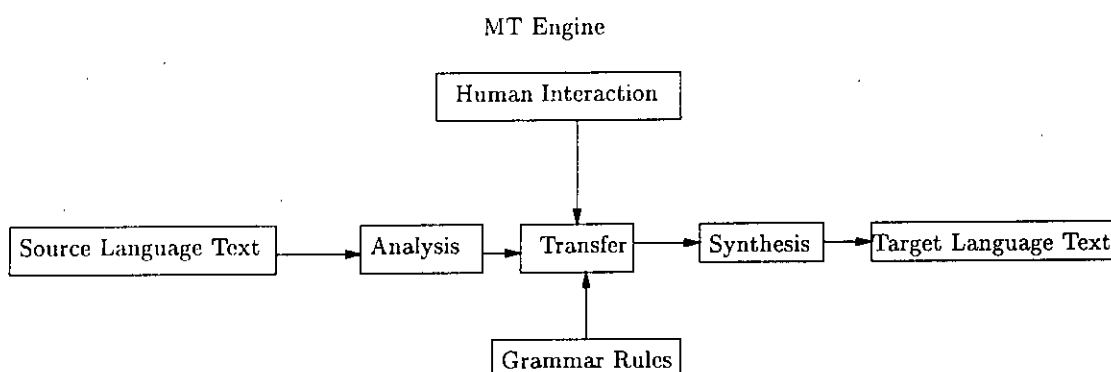 MT Engine
Human Interaction
Source Language Text
Analysis
Transfer
Synthesis
Target Language Text
Grammar Rules